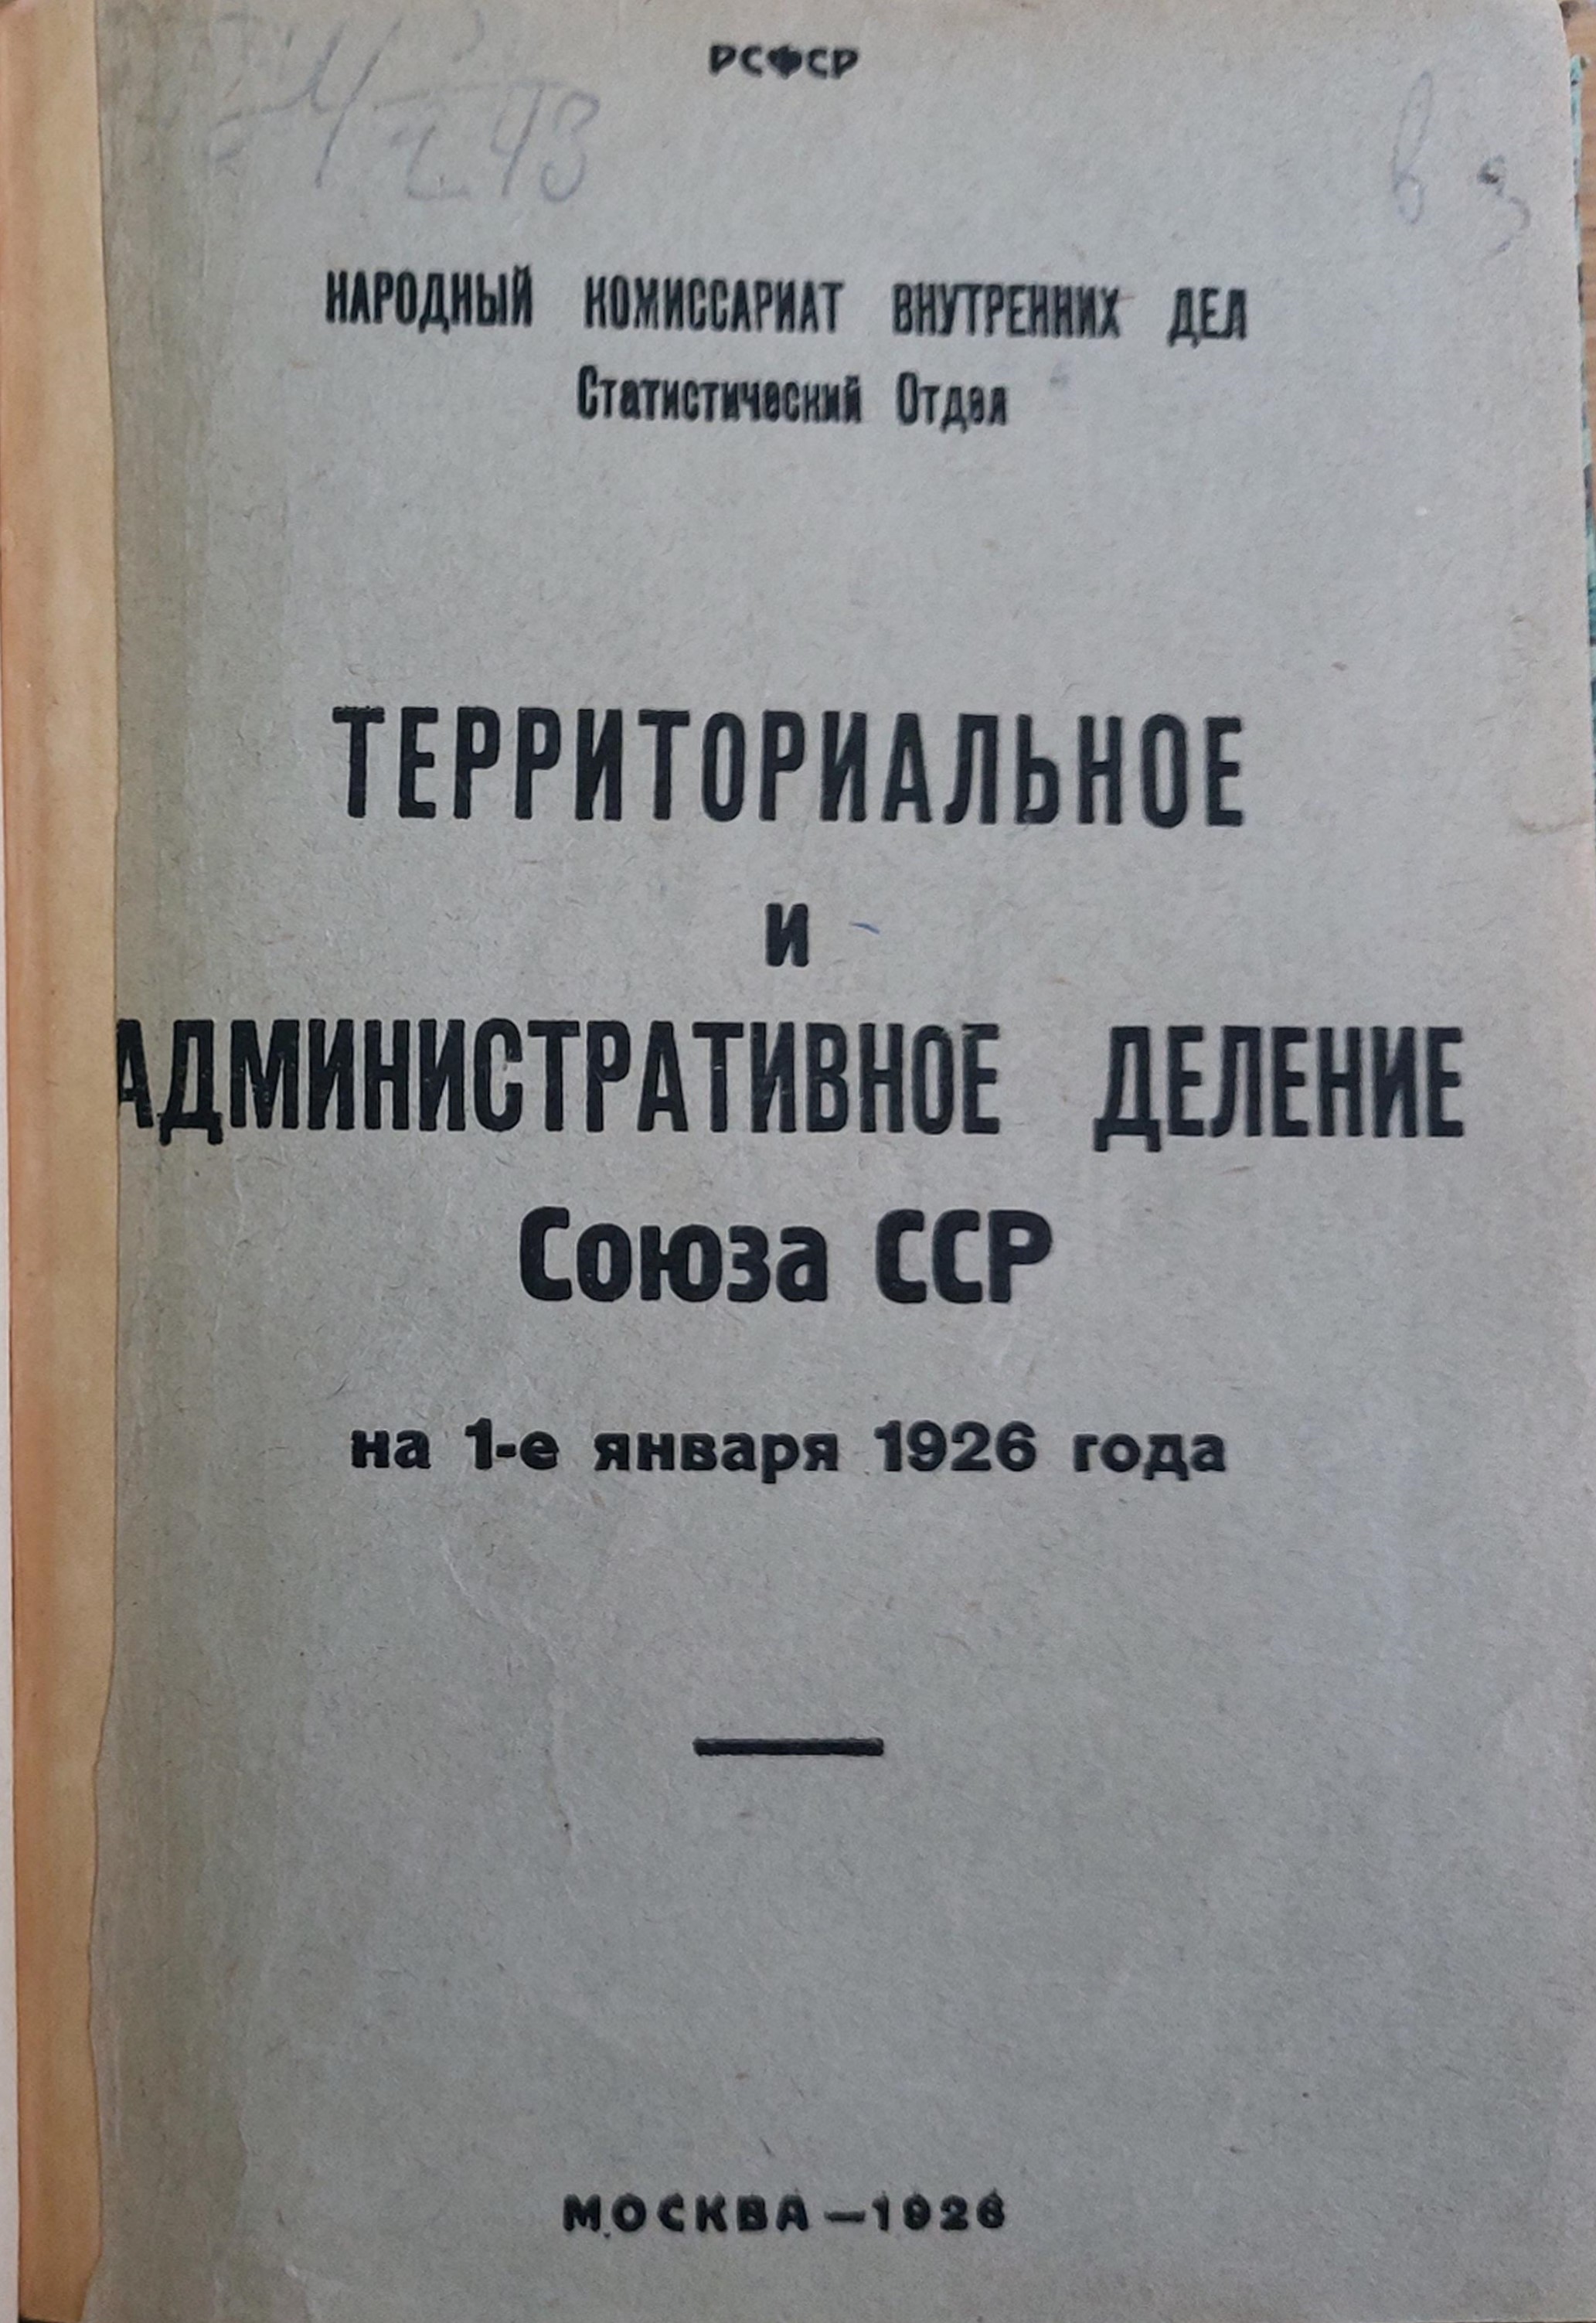 РСФСР
НАРОДНЫЙ КОМИССАРИАТ ВНУТРЕННИХ ДЕЛ
Статистический Отдел
ТЕРРИТОРИАЛЬНОЕ
и
АДМИНИСТРАТИВНОЕ ДЕЛЕНИЕ
Союза ССР
на 1-е января 1926 года
МОСКВА—1926